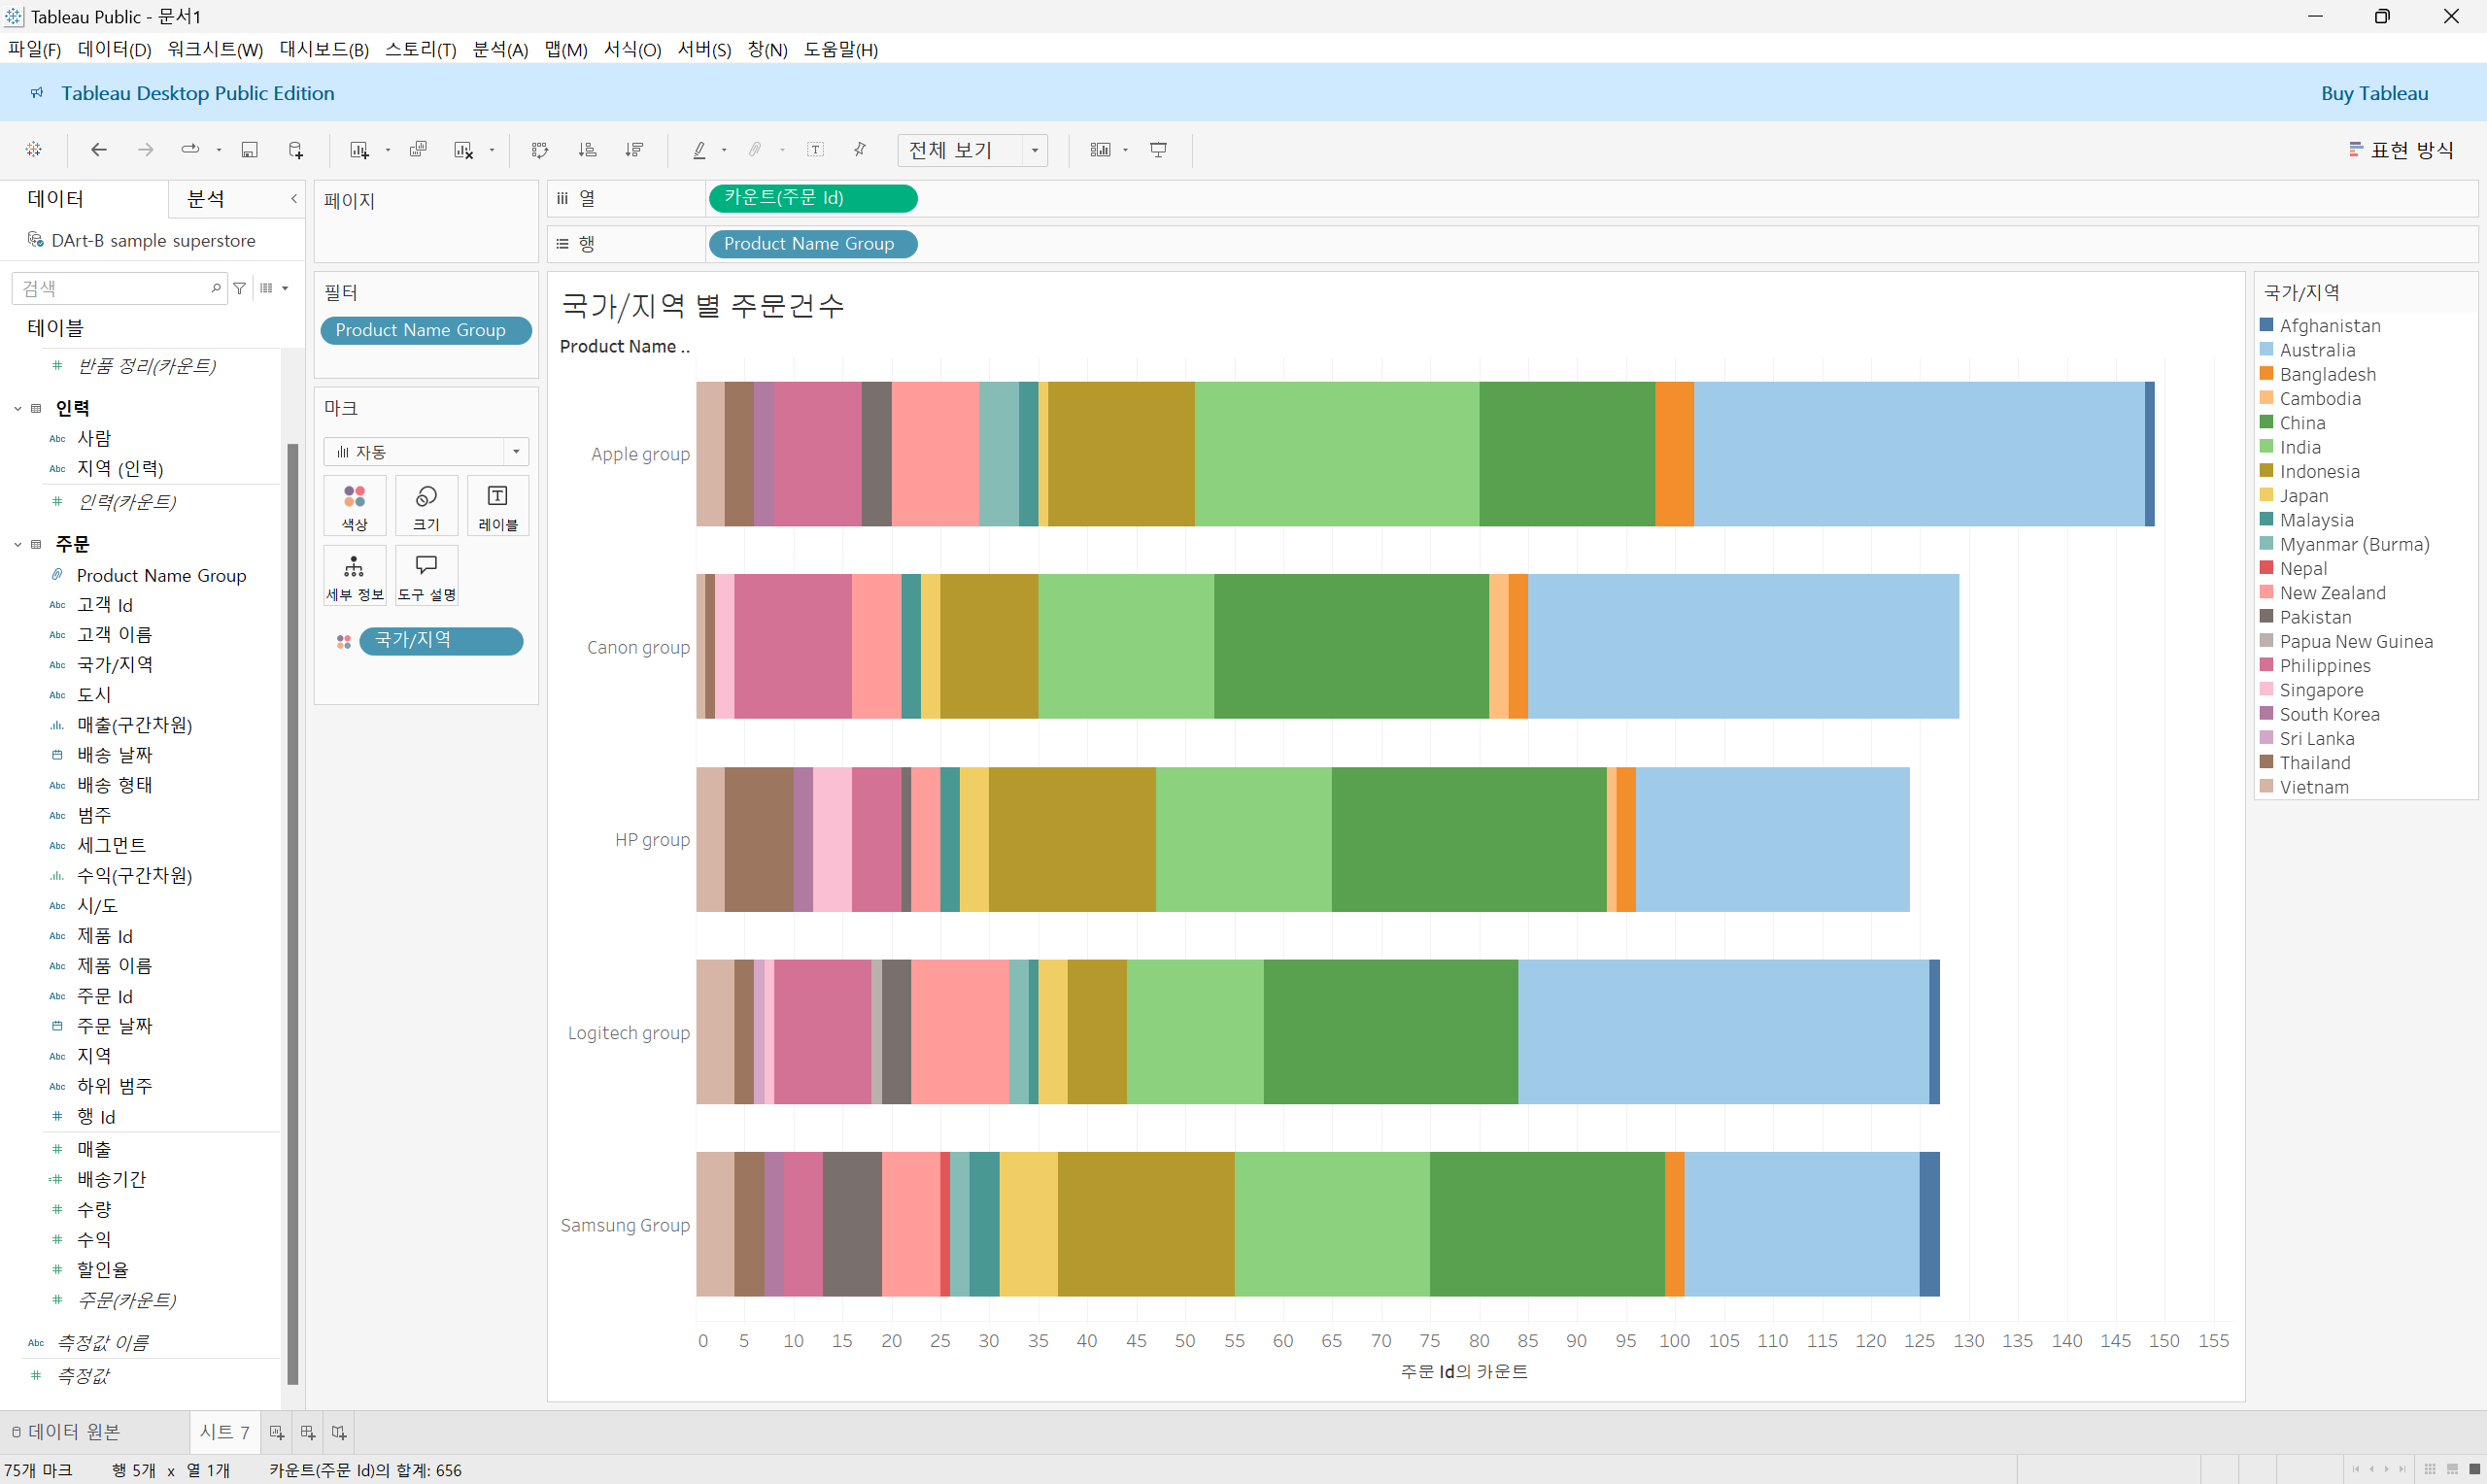 Tableau Public - 문서1
파일(F) 데이터(D) 워크시트(W) 대시보드(B) 스토리(T) 분석(A) 맵(M) 서식(O) 서버(S) 창(N) 도움말(H)
Tableau Desktop Public Edition
Buy Tableau
전체 보기
표현 방식
데이터
분석
DArt-B sample superstore
검색
테이블
반품 정리(카운트)
인력
Abc 사람
Abc 지역 (인력)
인력(카운트)
주문
Product Name Group
Abc 고객 Id
Abc 고객 이름
Abc 국가/지역
Abc 도시
매출(구간차원)
배송 날짜
Abc 배송 형태
Abc 범주
Abc 세그먼트
수익(구간차원)
Abc 시/도
Abc 제품 Id
Abc 제품 이름
Abc 주문 Id
주문 날짜
Abc 지역
Abc 하위 범주
# 행 Id
# 매출
=# 배송기간
# 수량
# 수익
# 할인율
# 주문(카운트)
Abc 측정값 이름
# 측정값
페이지
필터
Product Name Group
마크
자동
색상
크기
레이블
세부 정보
도구 설명
국가/지역
iii 열
카운트(주문 Id)
행
Product Name Group
국가/지역 별 주문건수
Product Name ..
Apple group
Canon group
HP group
Logitech group
Samsung Group
0 5 10 15 20 25 30 35 40 45 50 55 60 65 70 75 80 85 90 95 100 105 110 115 120 125 130 135 140 145 150 155
주문 Id의 카운트
국가/지역
Afghanistan
Australia
Bangladesh
Cambodia
China
India
Indonesia
Japan
Malaysia
Myanmar (Burma)
Nepal
New Zealand
Pakistan
Papua New Guinea
Philippines
Singapore
South Korea
Sri Lanka
Thailand
Vietnam
데이터 원본
시트 7
75개 마크 행 5개 x 열 1개 카운트(주문 Id)의 합계: 656